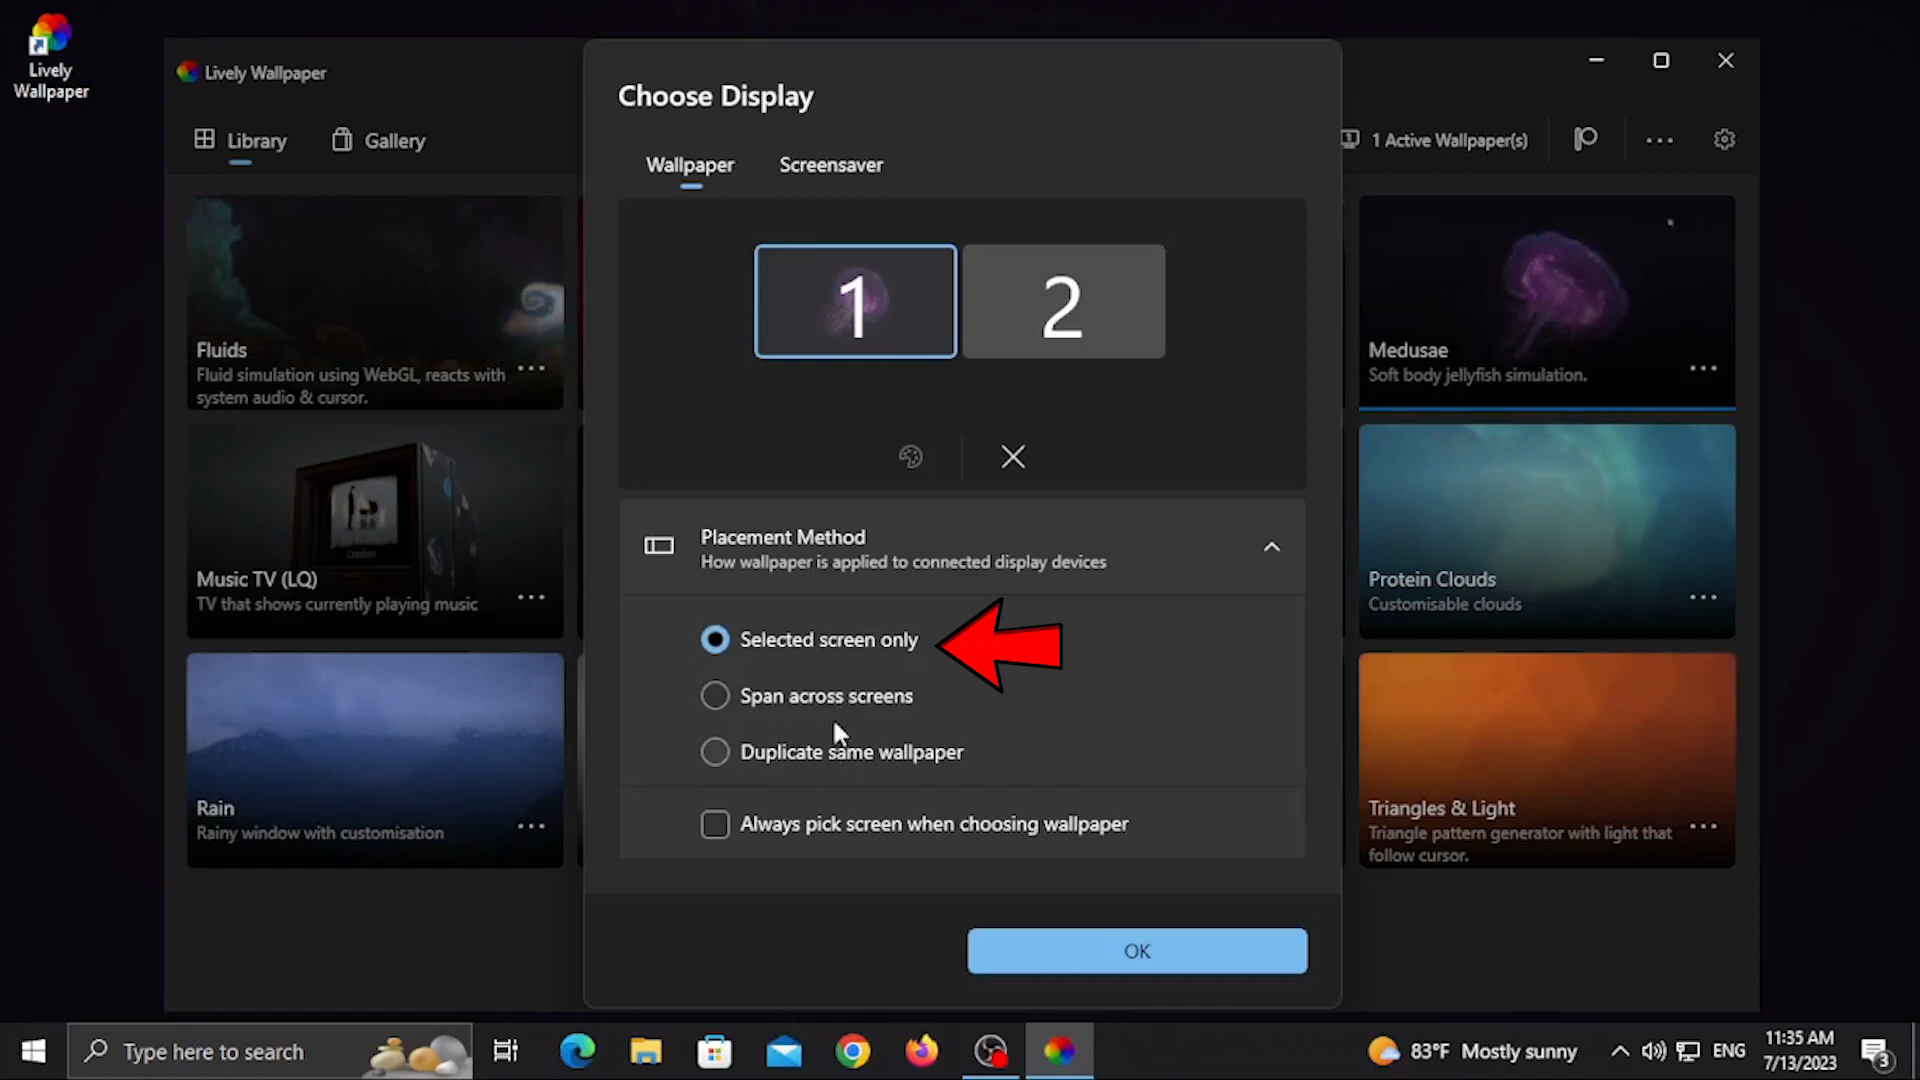 Lively
Wallpaper
Lively Wallpaper
Library
Gallery
1 Active Wallpaper(s)
Choose Display
Wallpaper
Screensaver
1
2
Placement Method
How wallpaper is applied to connected display devices
Selected screen only
Span across screens
Duplicate same wallpaper
Always pick screen when choosing wallpaper
OK
Fluids
Fluid simulation using WebGL, reacts with
system audio & cursor.
Music TV (LQ)
TV that shows currently playing music
Rain
Rainy window with customisation
Medusae
Soft body jellyfish simulation.
Protein Clouds
Customisable clouds
Triangles & Light
Triangle pattern generator with light that
follow cursor.
Type here to search
83°F Mostly sunny
ENG
11:35 AM
7/13/2023
3